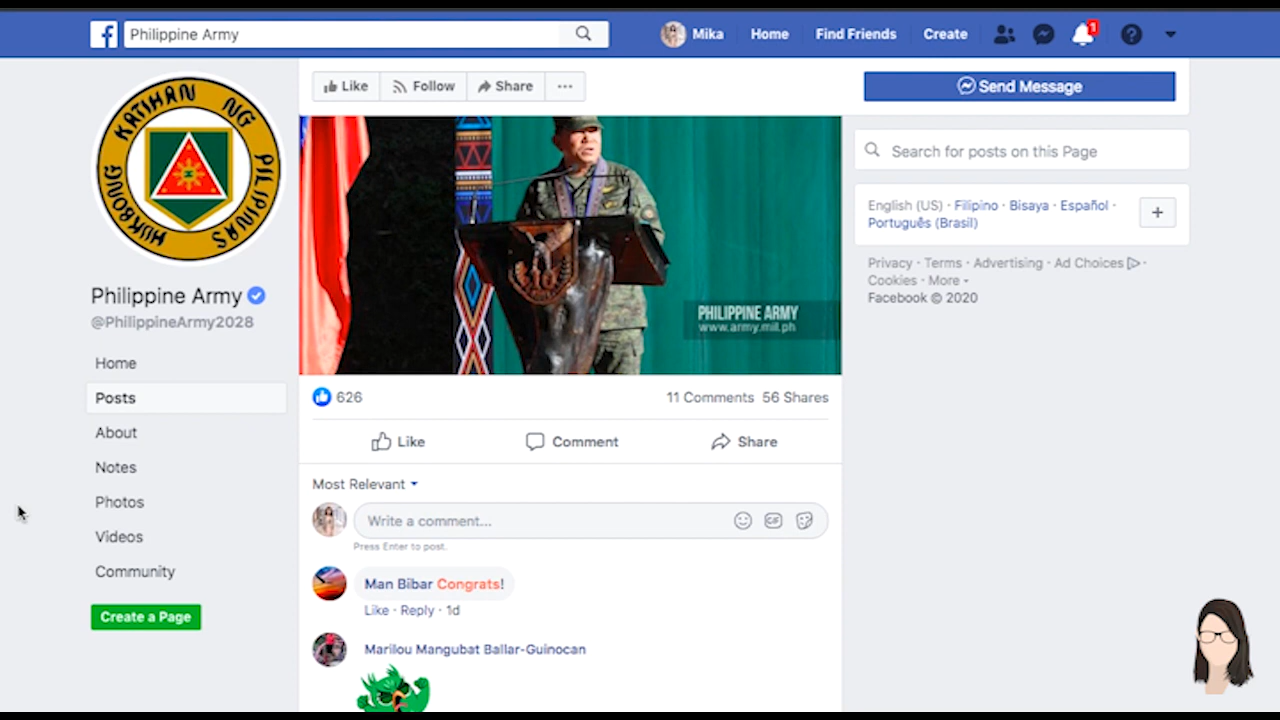 Philippine Army
Mika Home Find Friends Create 1
HUKBONG KATIHAN NG PILIPINAS
Philippine Army
@PhilippineArmy2028
Home
Posts
About
Notes
Photos
Videos
Community
Create a Page
Like Follow Share ...
Send Message
PHILIPPINE ARMY
www.army.mil.ph
626 11 Comments 56 Shares
Like Comment Share
Most Relevant
Write a comment... GIF
Press Enter to post.
Man Bibar Congrats!
Like · Reply · 1d
Marilou Mangubat Ballar-Guinocan
Search for posts on this Page
English (US) · Filipino · Bisaya · Español ·
Português (Brasil)
+
Privacy · Terms · Advertising · Ad Choices ·
Cookies · More
Facebook © 2020